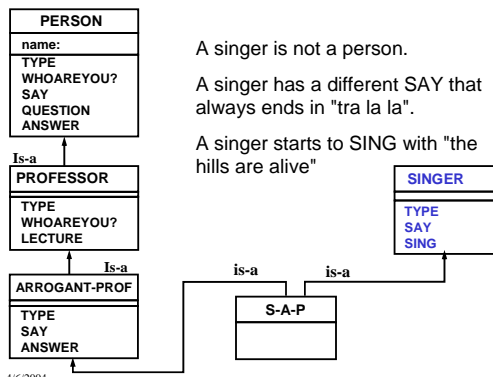 PERSON
name:
TYPE
WHOAREYOU?
SAY
QUESTION
ANSWER
A singer is not a person.
A singer has a different SAY that
always ends in "tra la la".
A singer starts to SING with "the
hills are alive"
Is-a
PROFESSOR
TYPE
WHOAREYOU?
LECTURE
SINGER
TYPE
SAY
SING
Is-a
ARROGANT-PROF
TYPE
SAY
ANSWER
is-a
is-a
S-A-P